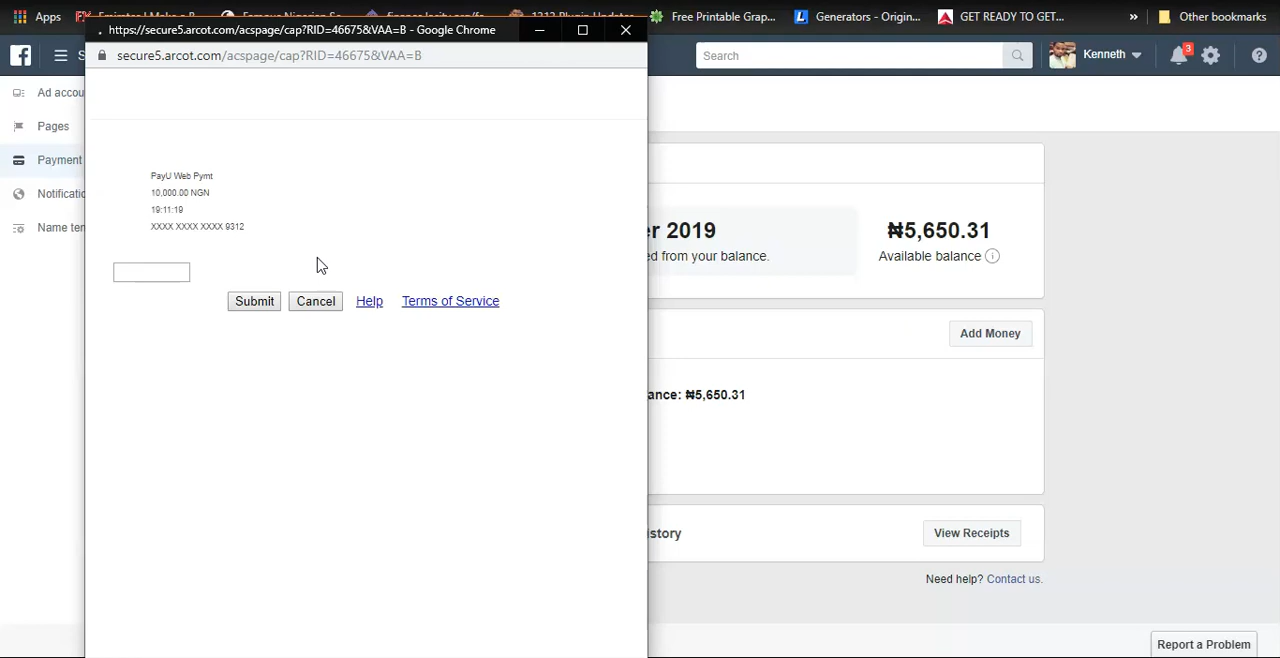 Apps
Free Printable Grap...
Generators - Origin...
GET READY TO GET...
»
Other bookmarks
https://secure5.arcot.com/acspage/cap?RID=46675&VAA=B - Google Chrome
secure5.arcot.com/acspage/cap?RID=46675&VAA=B
Search
Kenneth
3
Ad accou
Pages
Payment
Notificatio
Name ten
PayU Web Pymt
10,000.00 NGN
19:11:19
XXXX XXXX XXXX 9312
Submit
Cancel
Help
Terms of Service
er 2019
ed from your balance.
₦5,650.31
Available balance
Add Money
ance: ₦5,650.31
istory
View Receipts
Need help? Contact us.
Report a Problem